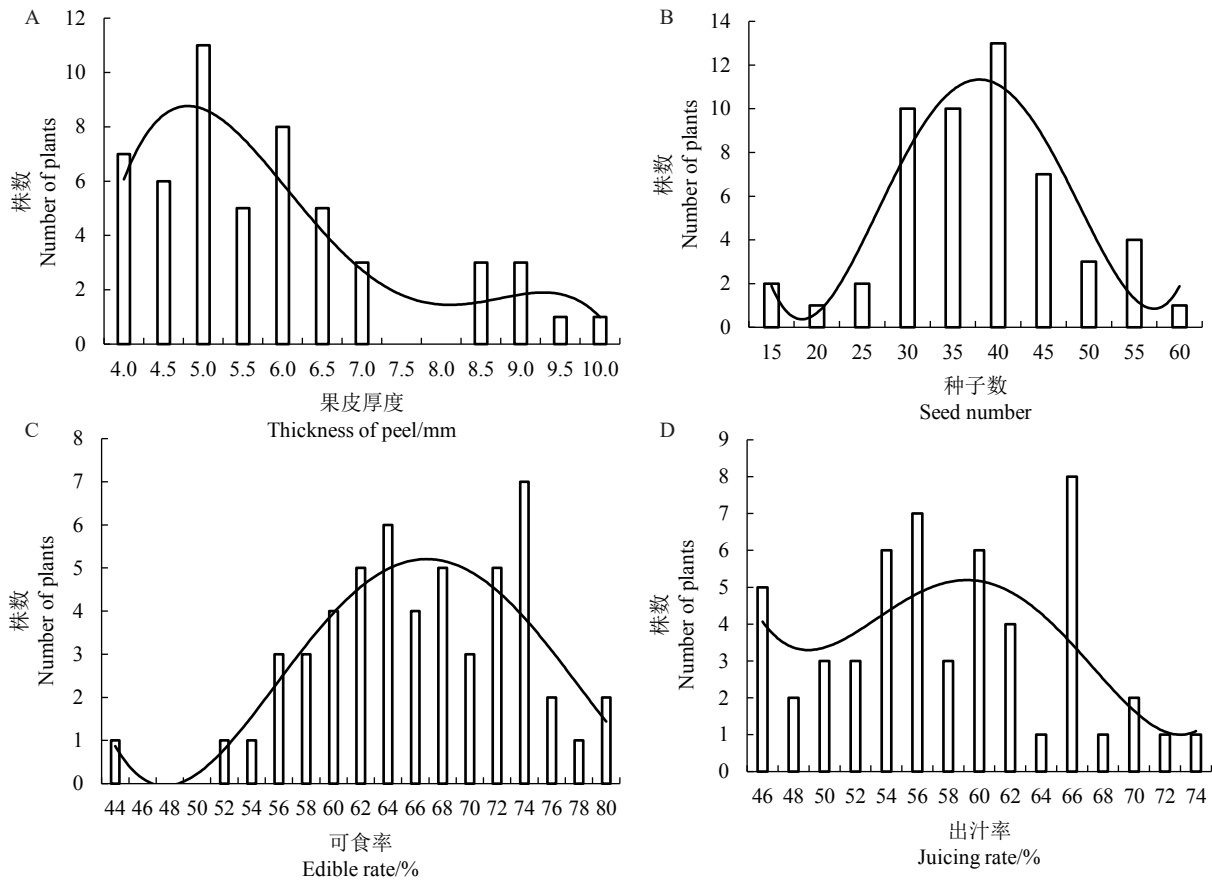 A
12
10
8
6
4
2
0
株数
Number of plants
4.0 4.5 5.0 5.5 6.0 6.5 7.0 7.5 8.0 8.5 9.0 9.5 10.0
果皮厚度
Thickness of peel/mm
B
14
12
10
8
6
4
2
0
株数
Number of plants
15 20 25 30 35 40 45 50 55 60
种子数
Seed number
C
8
7
6
5
4
3
2
1
0
株数
Number of plants
44 46 48 50 52 54 56 58 60 62 64 66 68 70 72 74 76 78 80
可食率
Edible rate/%
D
9
8
7
6
5
4
3
2
1
0
株数
Number of plants
46 48 50 52 54 56 58 60 62 64 66 68 70 72 74
出汁率
Juicing rate/%